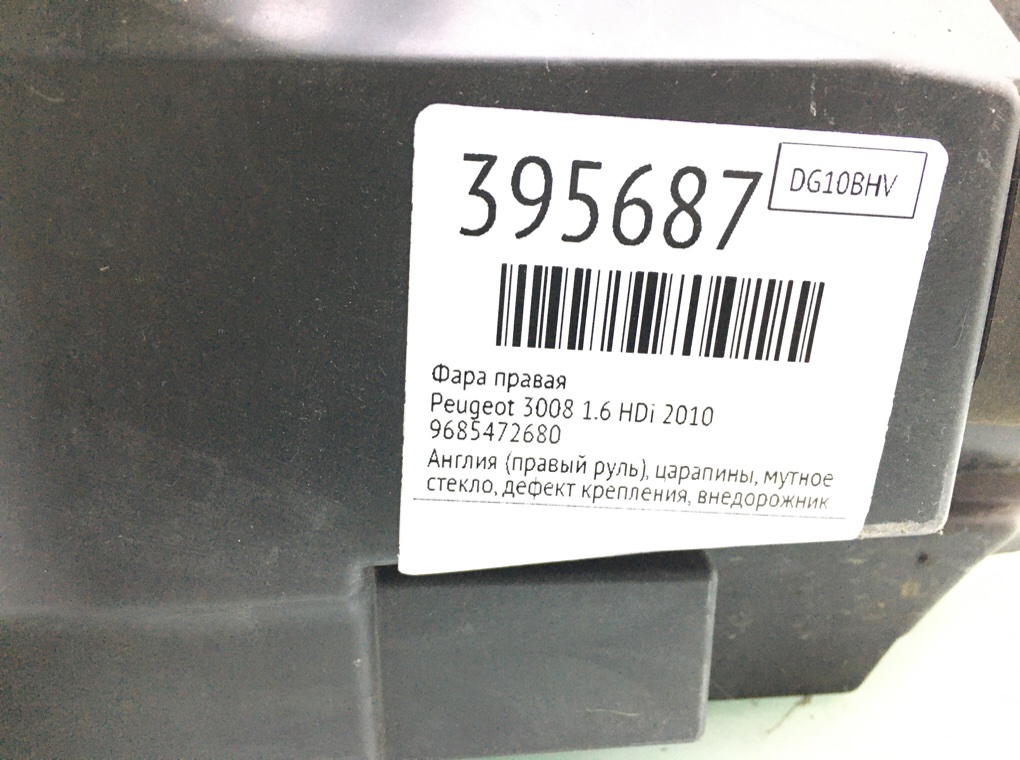 395687
DG10BHV
Фара правая
Peugeot 3008 1.6 HDi 2010
9685472680
Англия (правый руль), царапины, мутное
стекло, дефект крепления, внедорожник